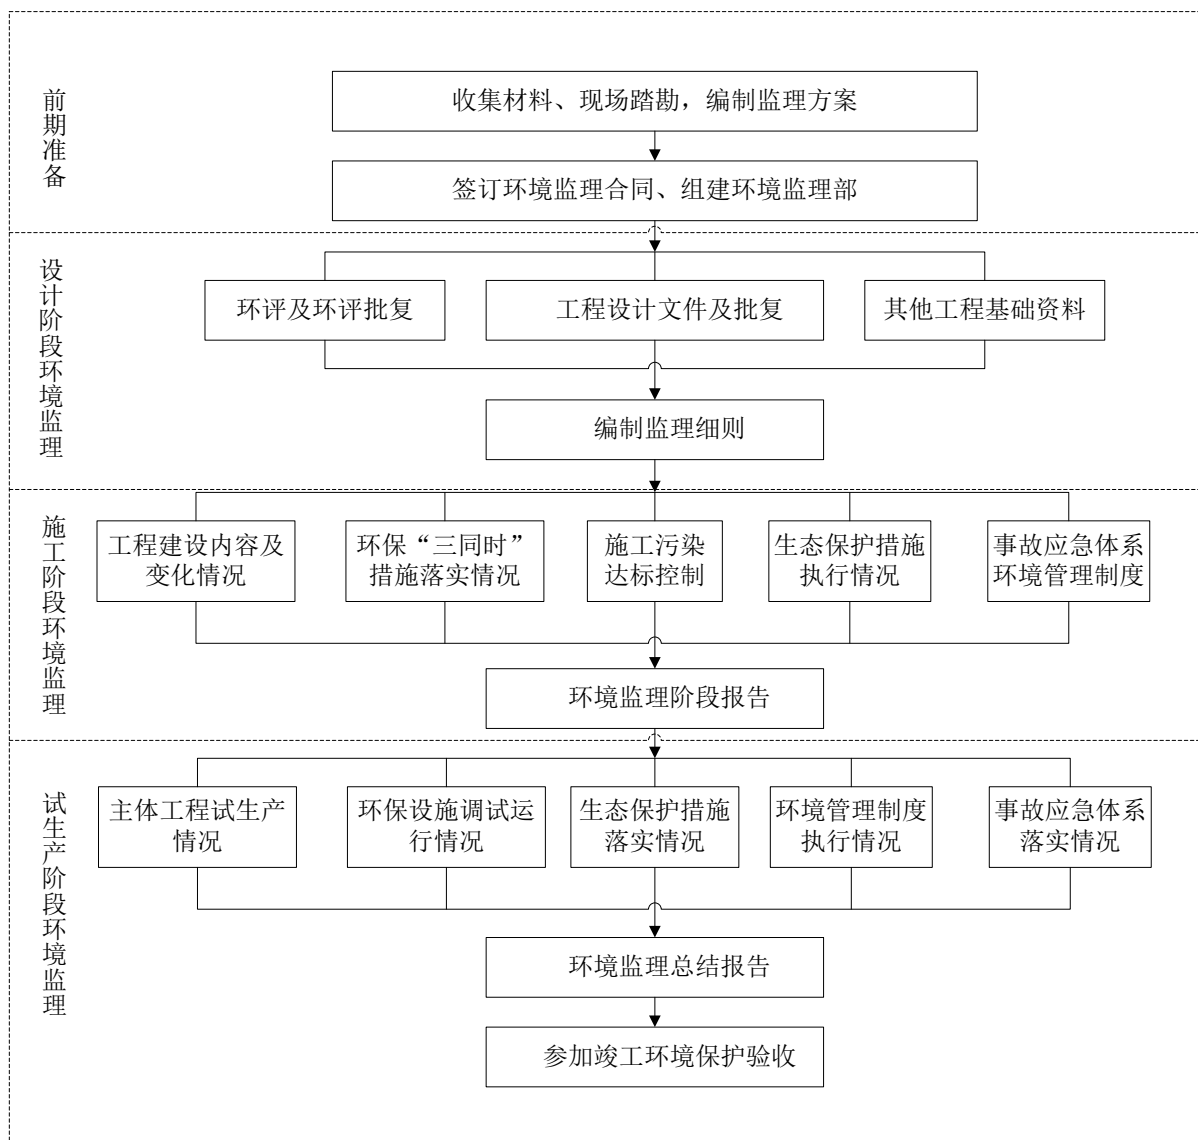 前期准备
收集材料、现场踏勘，编制监理方案
签订环境监理合同、组建环境监理部
设计阶段环境监理
环评及环评批复
工程设计文件及批复
其他工程基础资料
编制监理细则
施工阶段环境监理
工程建设内容及
变化情况
环保“三同时”
措施落实情况
施工污染
达标控制
生态保护措施
执行情况
事故应急体系
环境管理制度
环境监理阶段报告
试生产阶段环境监理
主体工程试生产
情况
环保设施调试运
行情况
生态保护措施
落实情况
环境管理制度
执行情况
事故应急体系
落实情况
环境监理总结报告
参加竣工环境保护验收